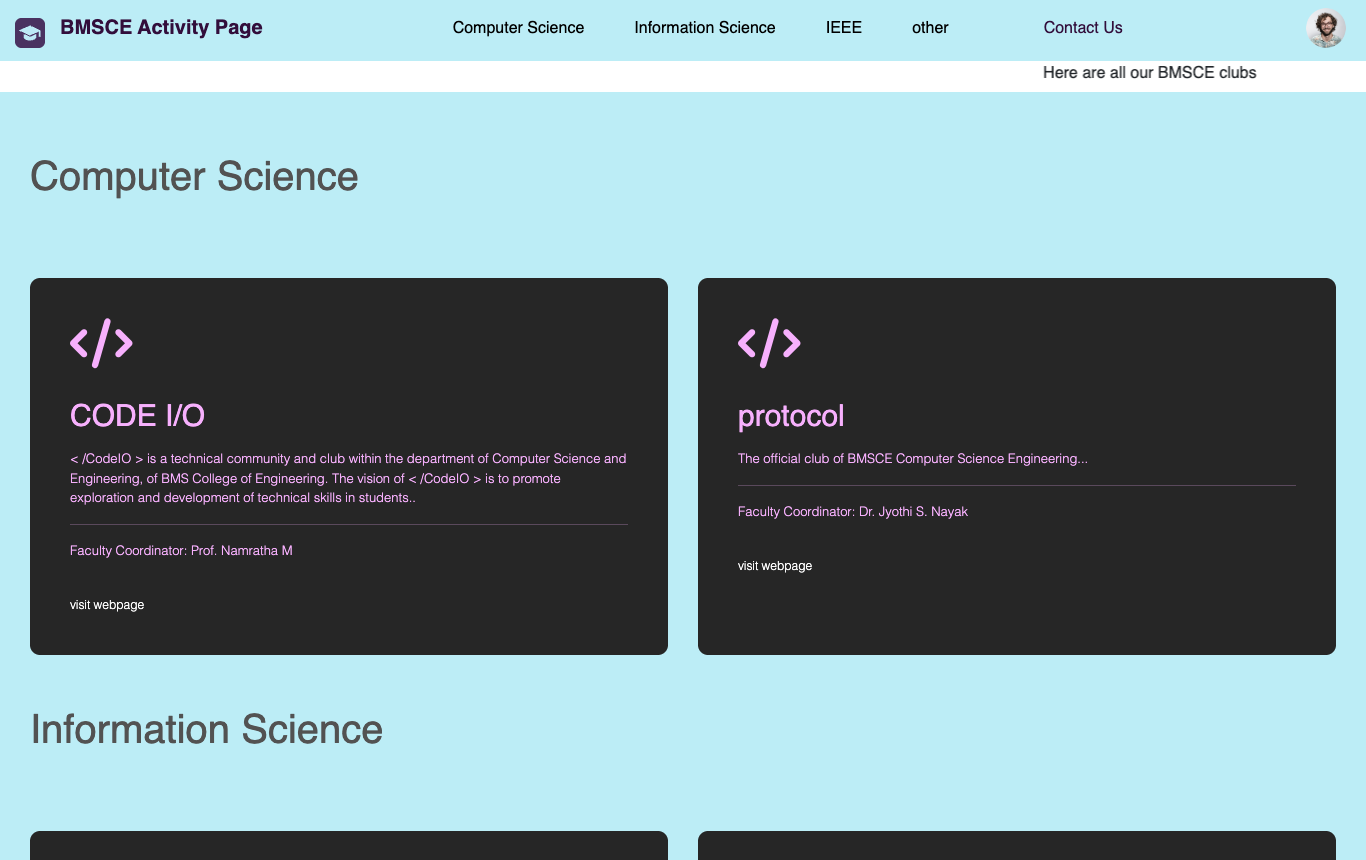 BMSCE Activity Page
Computer Science
Information Science
IEEE
other
Contact Us
Here are all our BMSCE clubs
Computer Science
CODE I/O
< /CodeIO > is a technical community and club within the department of Computer Science and
Engineering, of BMS College of Engineering. The vision of < /CodeIO > is to promote
exploration and development of technical skills in students..
Faculty Coordinator: Prof. Namratha M
visit webpage
protocol
The official club of BMSCE Computer Science Engineering...
Faculty Coordinator: Dr. Jyothi S. Nayak
visit webpage
Information Science